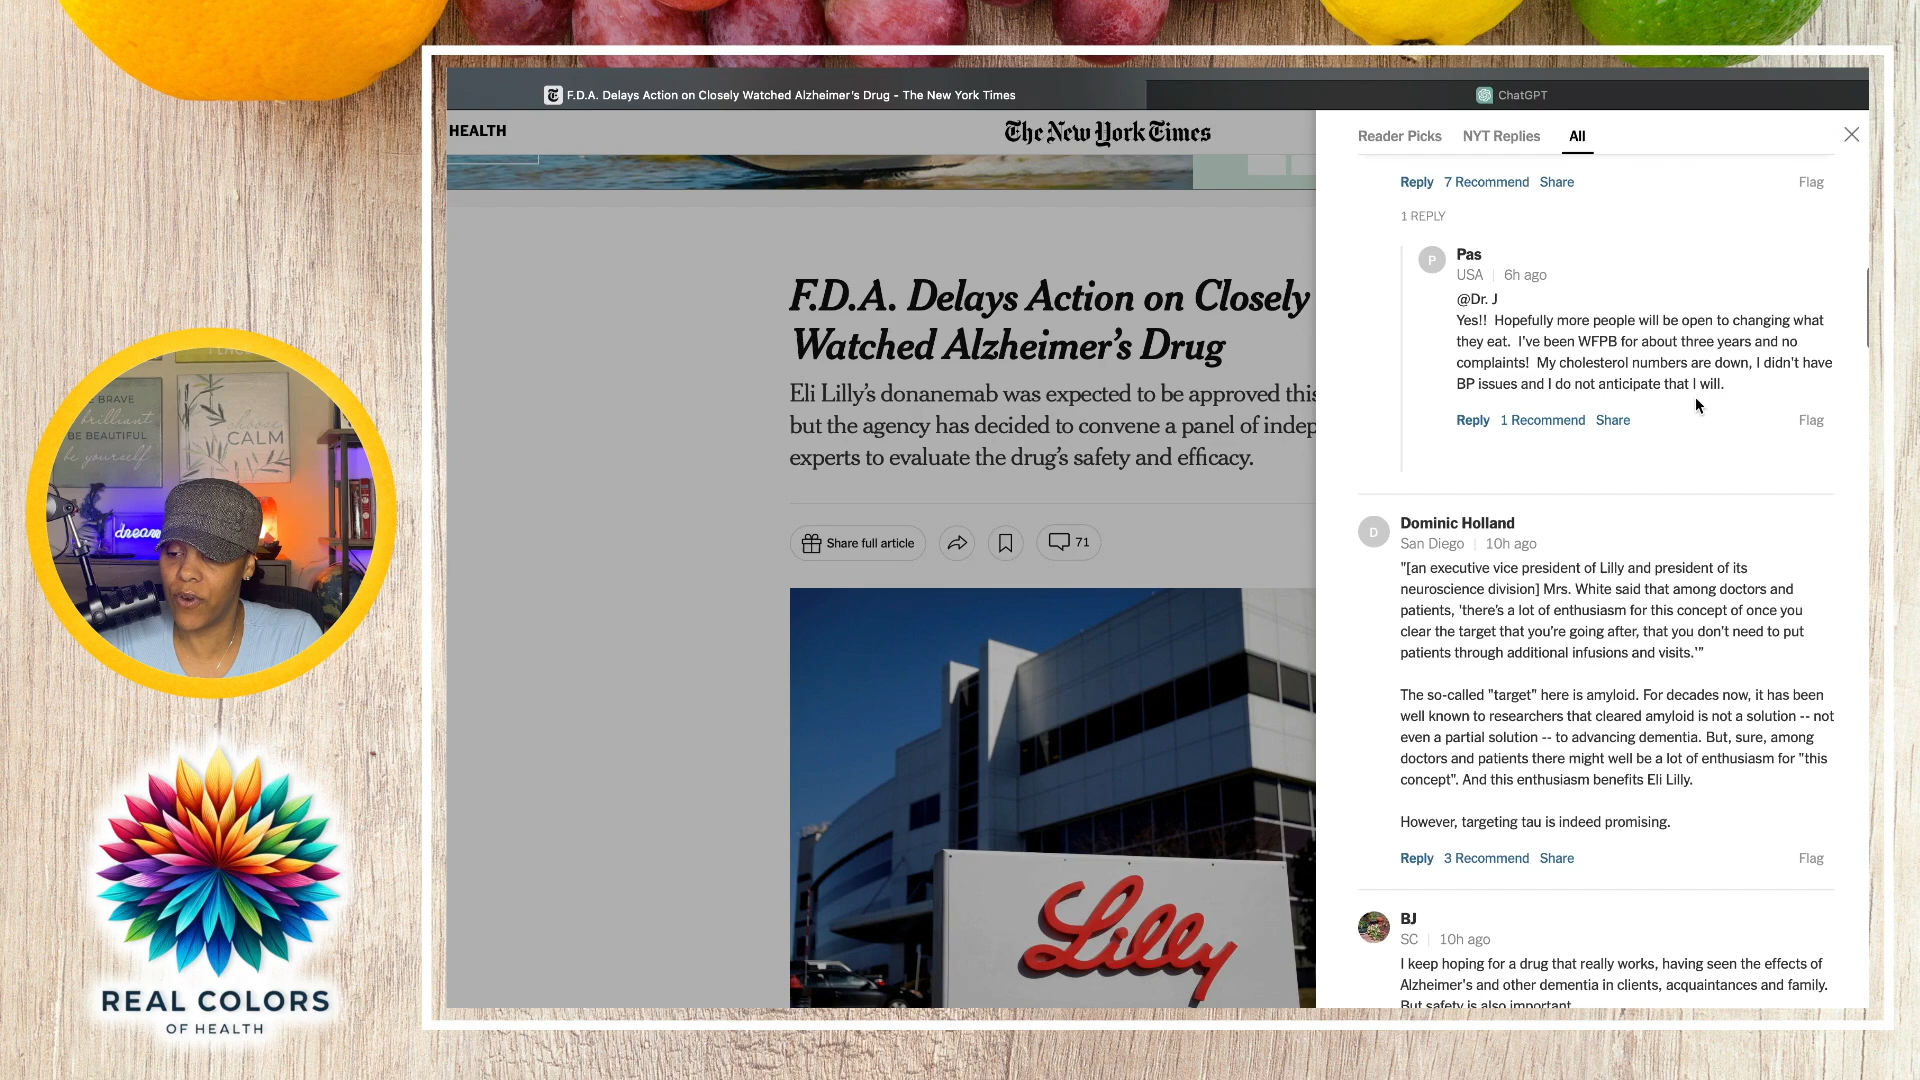 F.D.A. Delays Action on Closely Watched Alzheimer's Drug - The New York Times
ChatGPT
HEALTH
The New York Times
F.D.A. Delays Action on Closely
Watched Alzheimer's Drug
Eli Lilly's donanemab was expected to be approved this
but the agency has decided to convene a panel of indep
experts to evaluate the drug's safety and efficacy.
Share full article
71
Lilly
Reader Picks NYT Replies All
Reply 7 Recommend Share Flag
1 REPLY
P
Pas
USA | 6h ago
@Dr. J
Yes!! Hopefully more people will be open to changing what
they eat. I've been WFPB for about three years and no
complaints! My cholesterol numbers are down, I didn't have
BP issues and I do not anticipate that I will.
Reply 1 Recommend Share Flag
D
Dominic Holland
San Diego | 10h ago
"[an executive vice president of Lilly and president of its
neuroscience division] Mrs. White said that among doctors and
patients, 'there's a lot of enthusiasm for this concept of once you
clear the target that you're going after, that you don't need to put
patients through additional infusions and visits.'"
The so-called "target" here is amyloid. For decades now, it has been
well known to researchers that cleared amyloid is not a solution -- not
even a partial solution -- to advancing dementia. But, sure, among
doctors and patients there might well be a lot of enthusiasm for "this
concept". And this enthusiasm benefits Eli Lilly.
However, targeting tau is indeed promising.
Reply 3 Recommend Share Flag
BJ
SC | 10h ago
I keep hoping for a drug that really works, having seen the effects of
Alzheimer's and other dementia in clients, acquaintances and family.
But safety is also important
BRAVE
brilliant
BE BEAUTIFUL
be yourself
CALM
dream
REAL COLORS
OF HEALTH